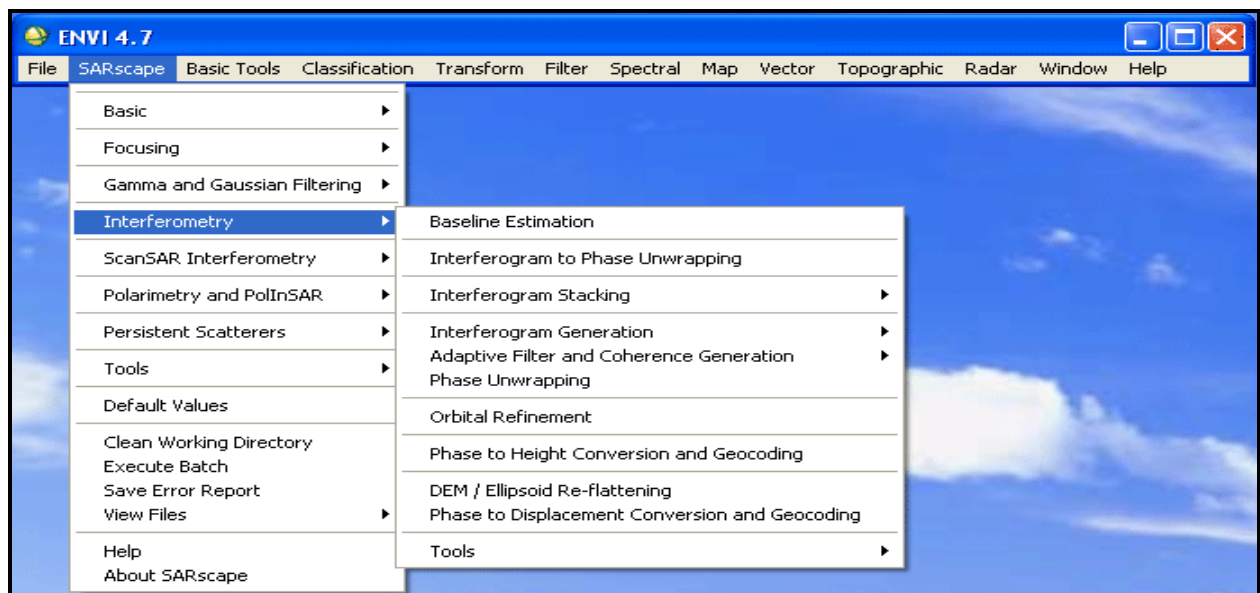 ENVI 4.7
File SARscape Basic Tools Classification Transform Filter Spectral Map Vector Topographic Radar Window Help
Basic
Focusing
Gamma and Gaussian Filtering
Interferometry
ScanSAR Interferometry
Polarimetry and PolInSAR
Persistent Scatterers
Tools
Default Values
Clean Working Directory
Execute Batch
Save Error Report
View Files
Help
About SARscape
Baseline Estimation
Interferogram to Phase Unwrapping
Interferogram Stacking
Interferogram Generation
Adaptive Filter and Coherence Generation
Phase Unwrapping
Orbital Refinement
Phase to Height Conversion and Geocoding
DEM / Ellipsoid Re-flattening
Phase to Displacement Conversion and Geocoding
Tools